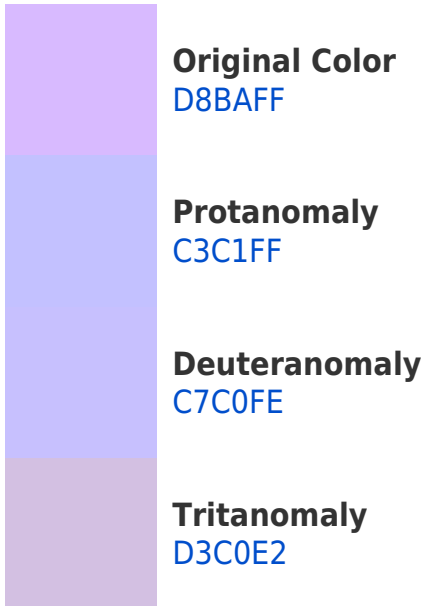 Original Color
D8BAFF
Protanomaly
C3C1FF
Deuteranomaly
C7C0FE
Tritanomaly
D3C0E2